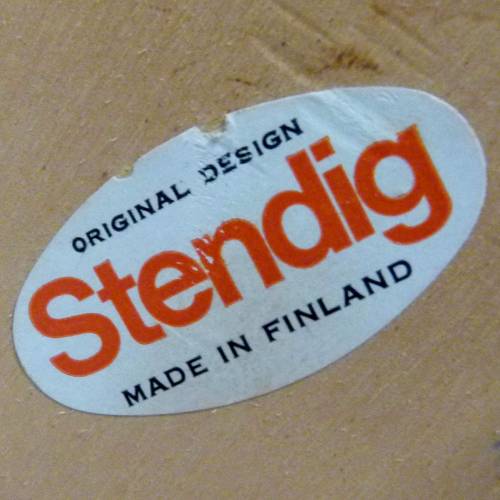 ORIGINAL DESIGN
Stendig
MADE IN FINLAND